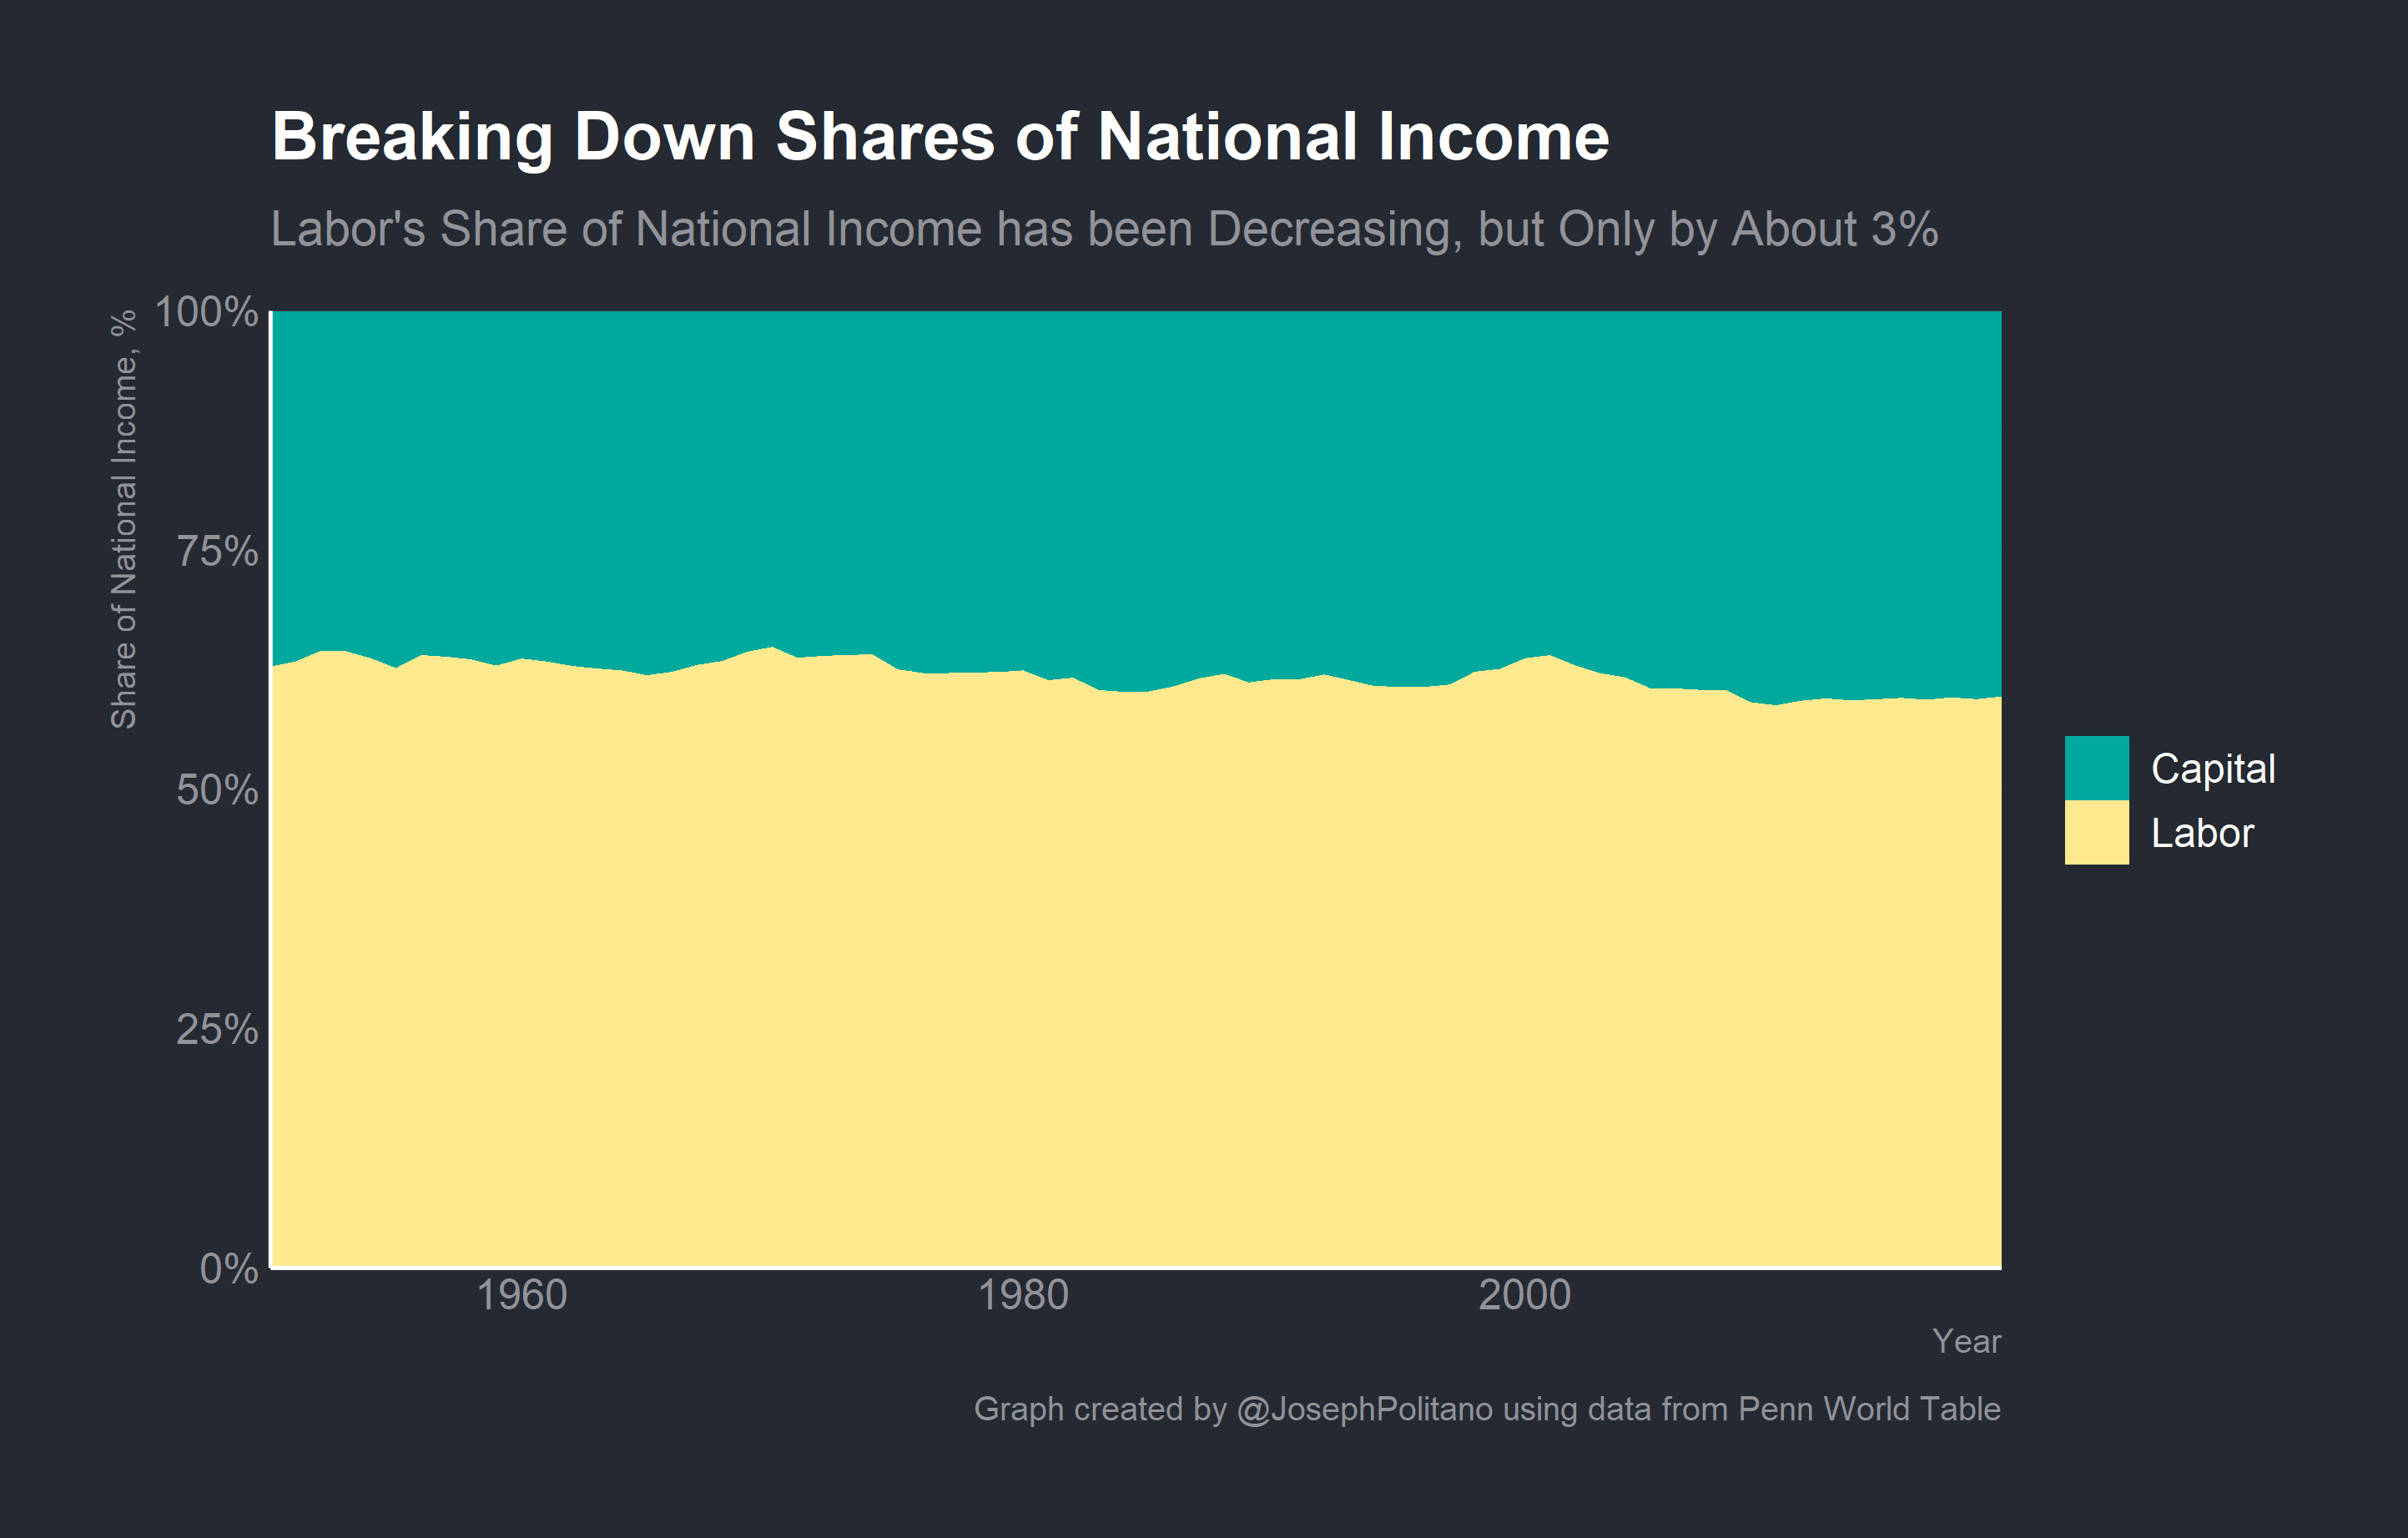 Breaking Down Shares of National Income
Labor's Share of National Income has been Decreasing, but Only by About 3%
Share of National Income, %
100%
75%
50%
25%
0%
1960
1980
2000
Year
Capital
Labor
Graph created by @JosephPolitano using data from Penn World Table